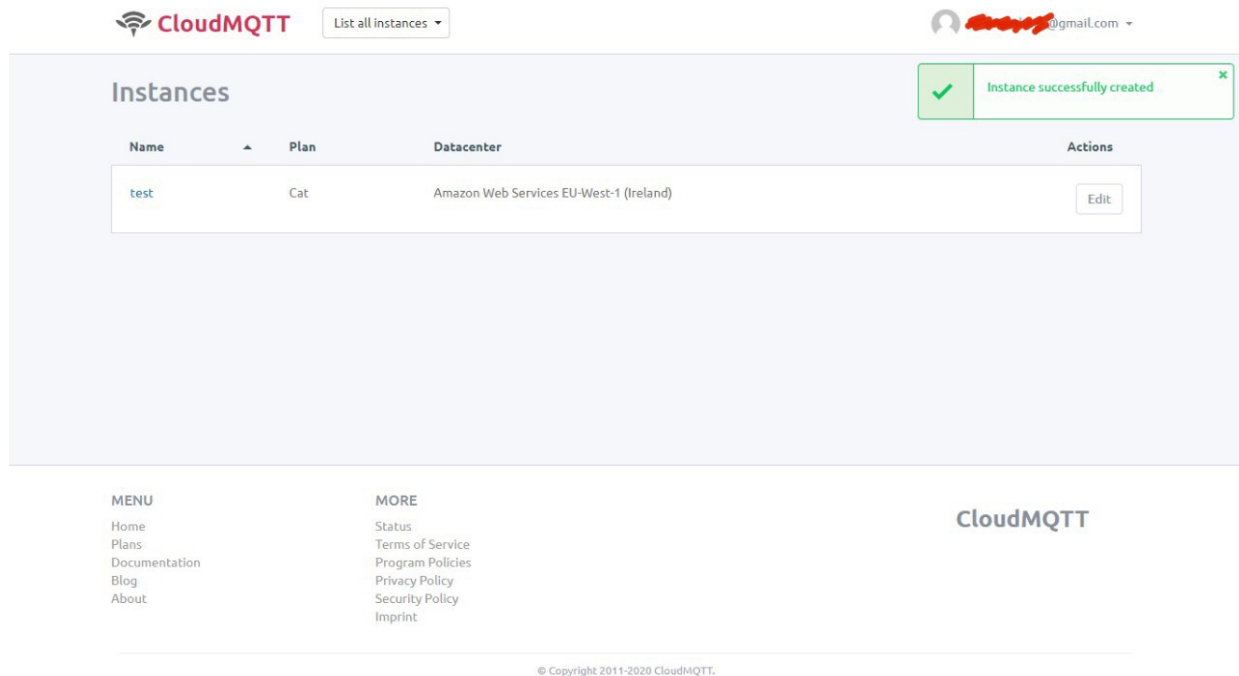 CloudMQTT List all instances @gmail.com
Instances
Instance successfully created
Name Plan Datacenter Actions
test Cat Amazon Web Services EU-West-1 (Ireland) Edit
MENU
Home
Plans
Documentation
Blog
About
MORE
Status
Terms of Service
Program Policies
Privacy Policy
Security Policy
Imprint
CloudMQTT
© Copyright 2011-2020 CloudMQTT.